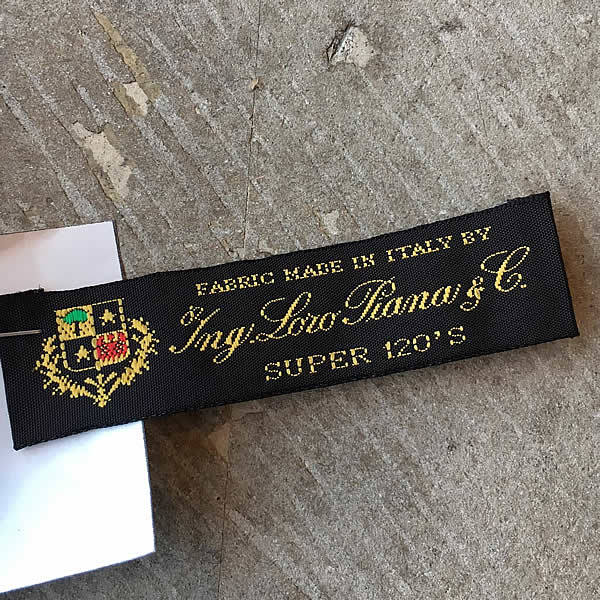 FABRIC MADE IN ITALY BY
Ing. Loro Piana & C.
SUPER 120'S